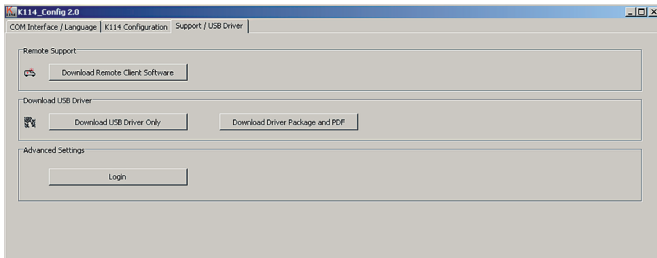 K114_Config 2.0
COM Interface / Language K114 Configuration Support / USB Driver
Remote Support
Download Remote Client Software
Download USB Driver
Download USB Driver Only Download Driver Package and PDF
Advanced Settings
Login